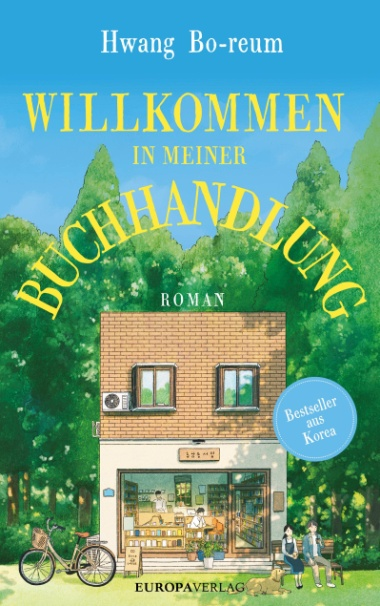 Hwang Bo-reum
WILLKOMMEN
IN MEINER
BUCHHANDLUNG
ROMAN
Bestseller
aus
Korea
EUROPAVERLAG